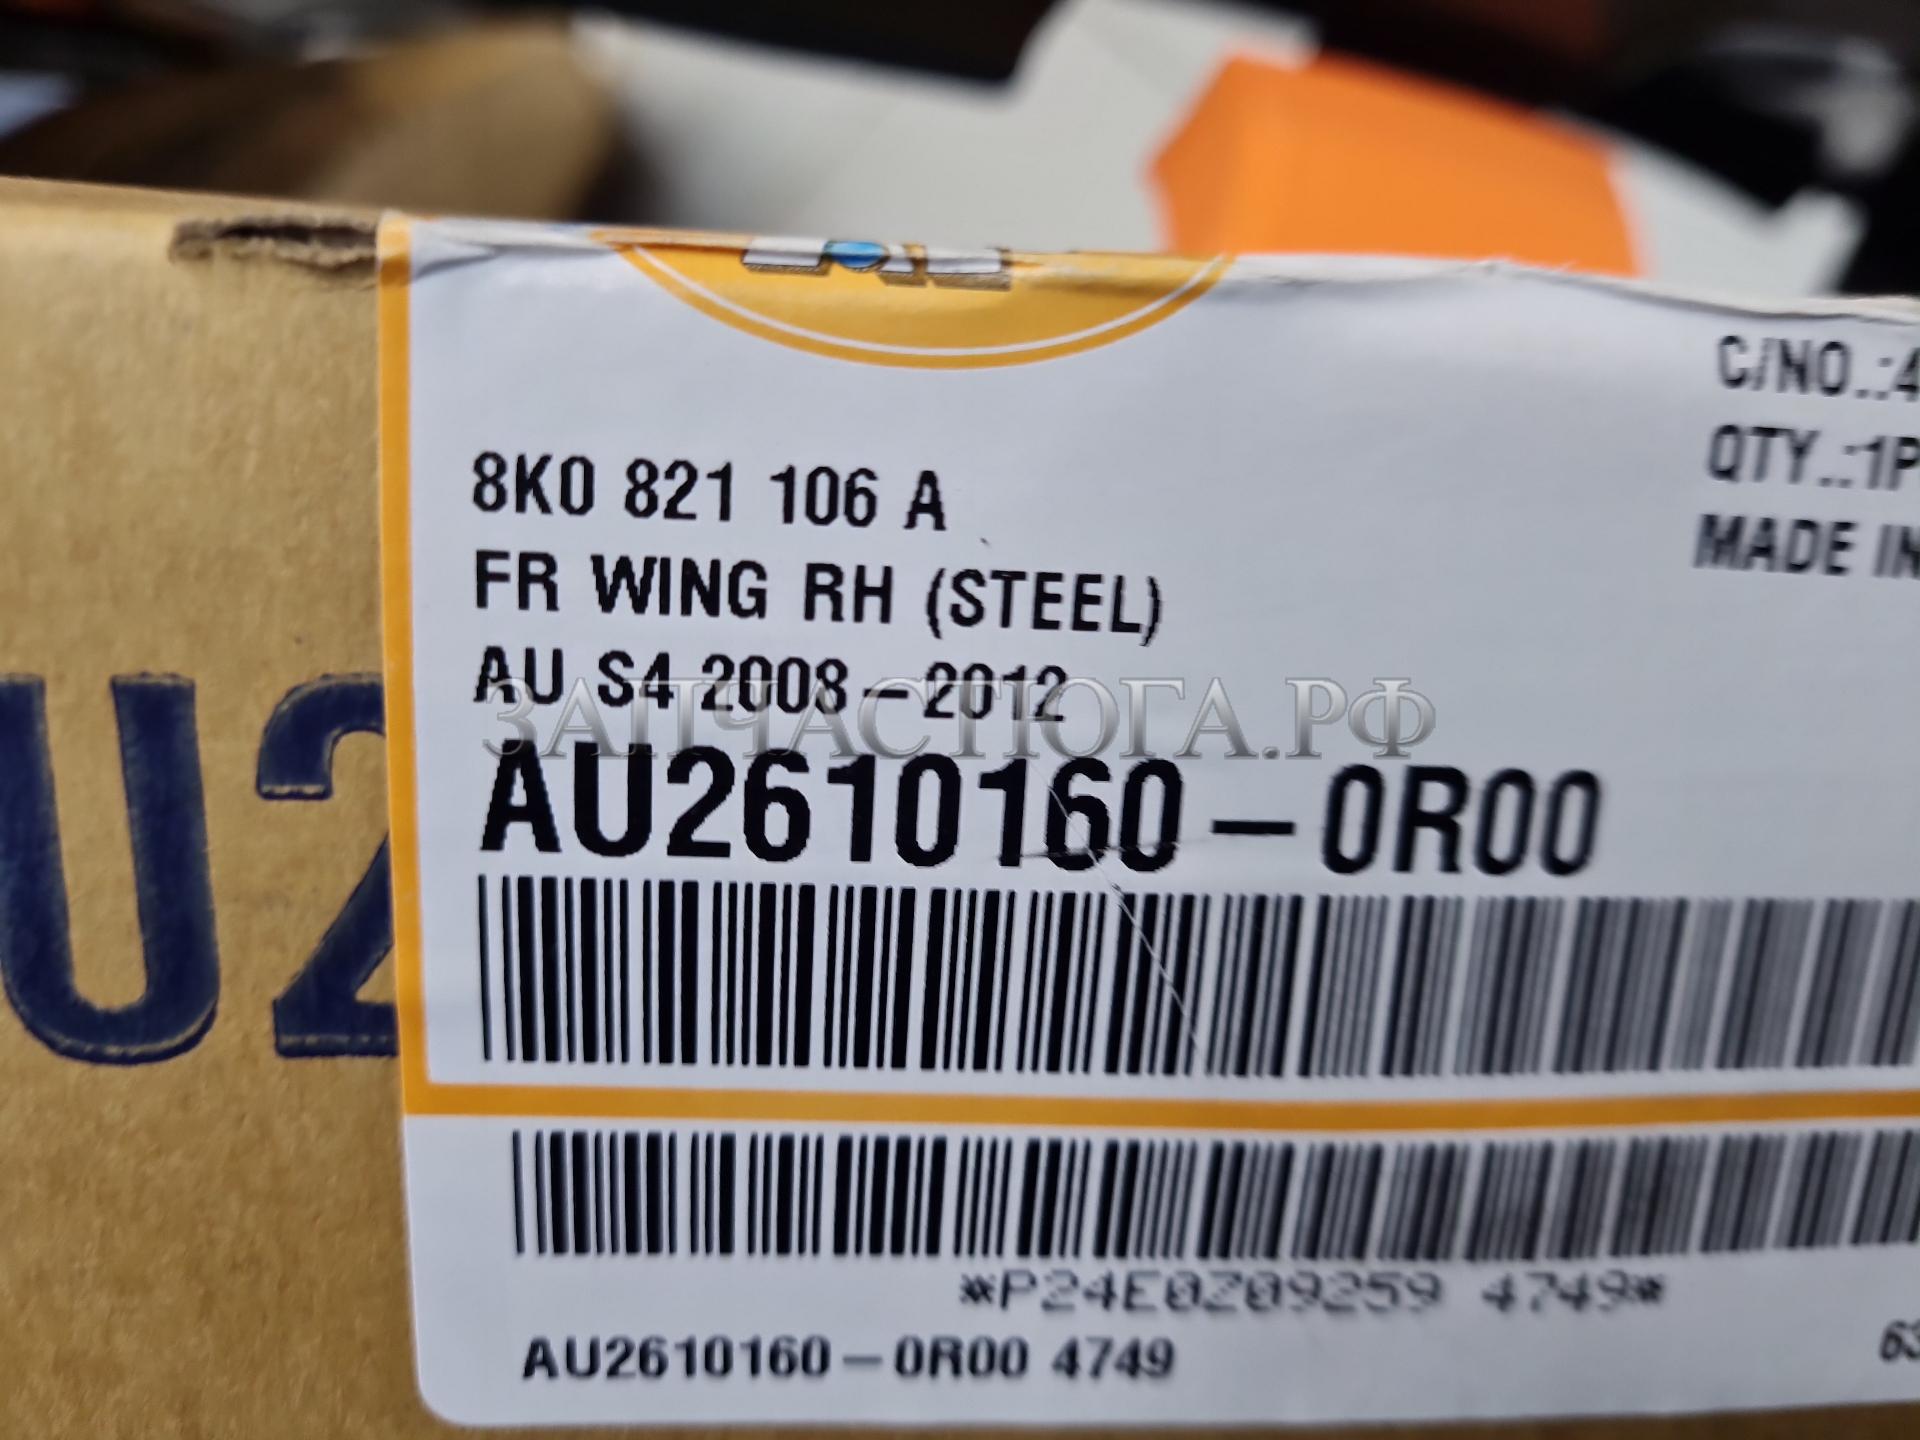 C/NO.:4
QTY.:1P
MADE IN
8K0 821 106 A
FR WING RH (STEEL)
AU S4 2008-2012
ЗАПЧАСТЮГА.РФ
AU2610160-0R00
U2
*P24E0Z09259 4749*
AU2610160-0R00 4749
63